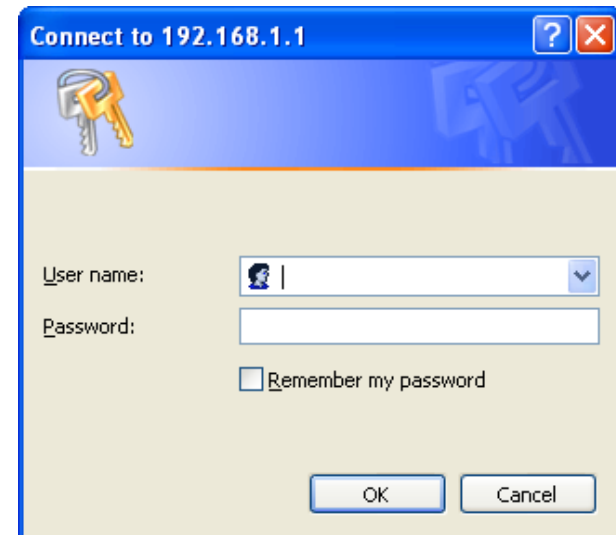 Connect to 192.168.1.1
User name:
Password:
Remember my password
OK Cancel